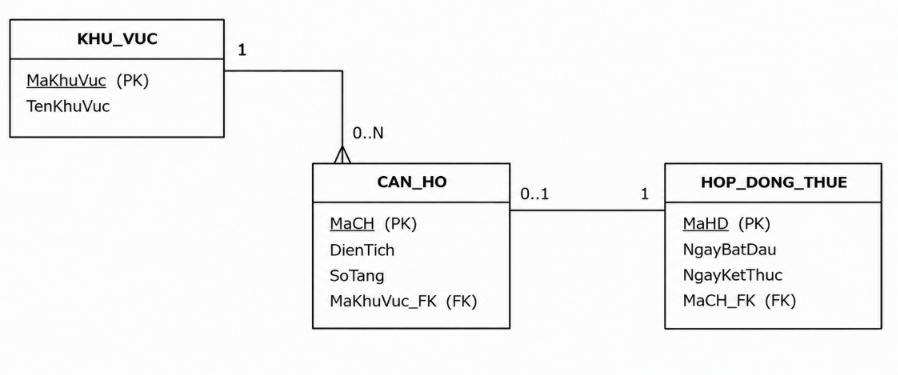 KHU_VUC
MaKhuVuc (PK)
TenKhuVuc
1
0..N
CAN_HO
MaCH (PK)
DienTich
SoTang
MaKhuVuc_FK (FK)
0..1
1
HOP_DONG_THUE
MaHD (PK)
NgayBatDau
NgayKetThuc
MaCH_FK (FK)